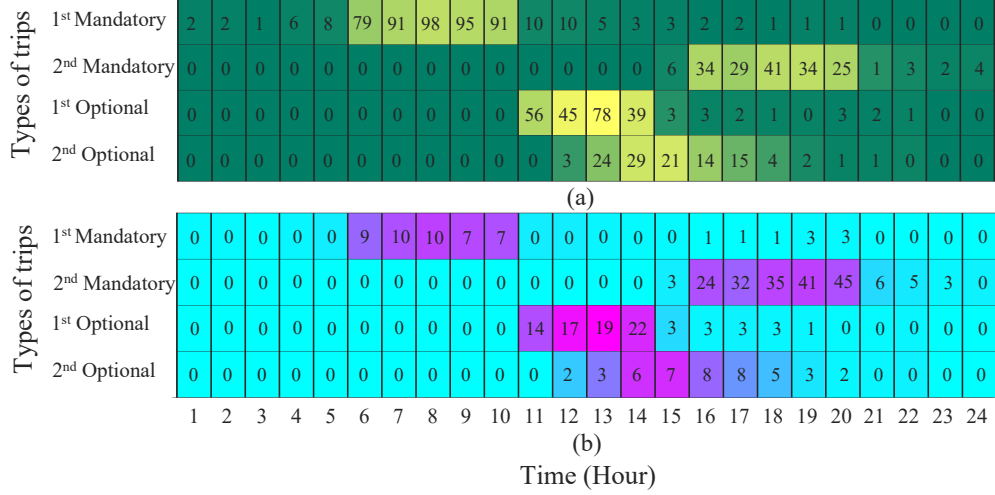 Types of trips
1st Mandatory 2 2 1 6 8 79 91 98 95 91 10 10 5 3 3 2 2 1 1 1 0 0 0 0
2nd Mandatory 0 0 0 0 0 0 0 0 0 0 0 0 0 0 6 34 29 41 34 25 1 3 2 4
1st Optional 0 0 0 0 0 0 0 0 0 0 56 45 78 39 3 3 2 1 0 3 2 1 0 0
2nd Optional 0 0 0 0 0 0 0 0 0 0 0 3 24 29 21 14 15 4 2 1 1 0 0 0
(a)
Types of trips
1st Mandatory 0 0 0 0 0 9 10 10 7 7 0 0 0 0 0 1 1 1 3 3 0 0 0 0
2nd Mandatory 0 0 0 0 0 0 0 0 0 0 0 0 0 0 3 24 32 35 41 45 6 5 3 0
1st Optional 0 0 0 0 0 0 0 0 0 0 14 17 19 22 3 3 3 3 1 0 0 0 0 0
2nd Optional 0 0 0 0 0 0 0 0 0 0 0 2 3 6 7 8 8 5 3 2 0 0 0 0
1 2 3 4 5 6 7 8 9 10 11 12 13 14 15 16 17 18 19 20 21 22 23 24
(b)
Time (Hour)